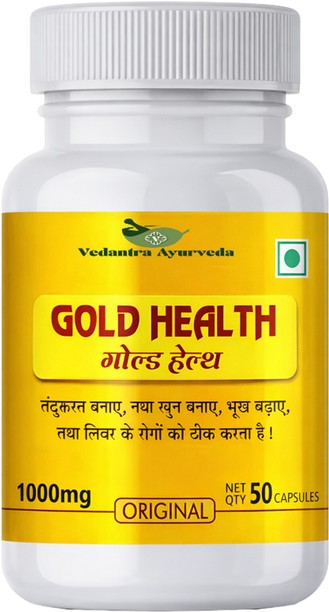 Vedantra Ayurveda
GOLD HEALTH
गोल्ड हेल्थ
तंदुरूस्त बनाए, नया खुन बनाए, भूख बढ़ाए,
तथा लिवर के रोगों को ठीक करता है !
1000mg
NET QTY 50 CAPSULES
ORIGINAL